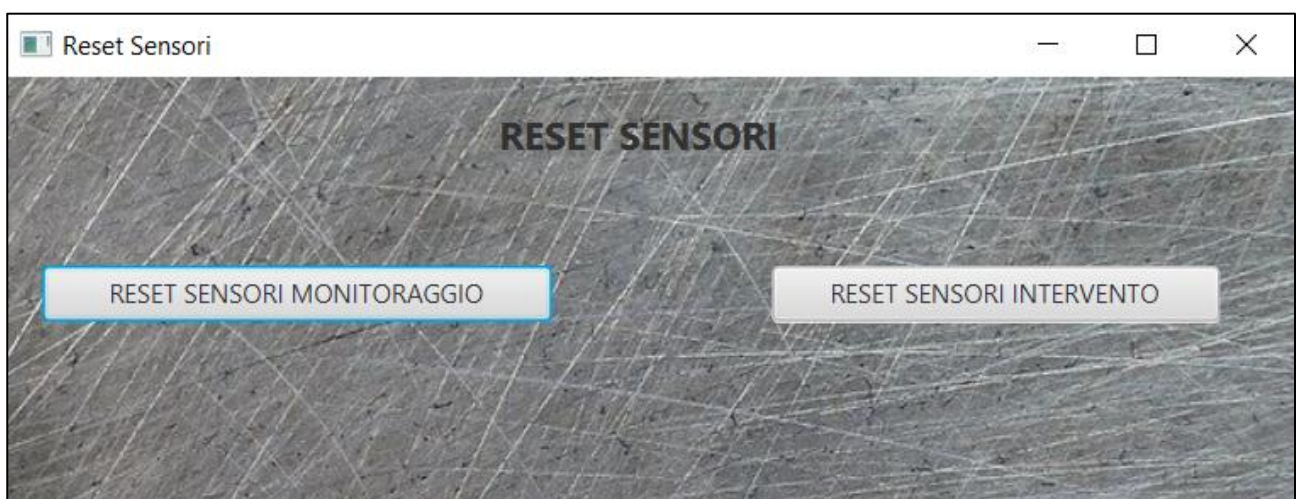 Reset Sensori
RESET SENSORI
RESET SENSORI MONITORAGGIO
RESET SENSORI INTERVENTO